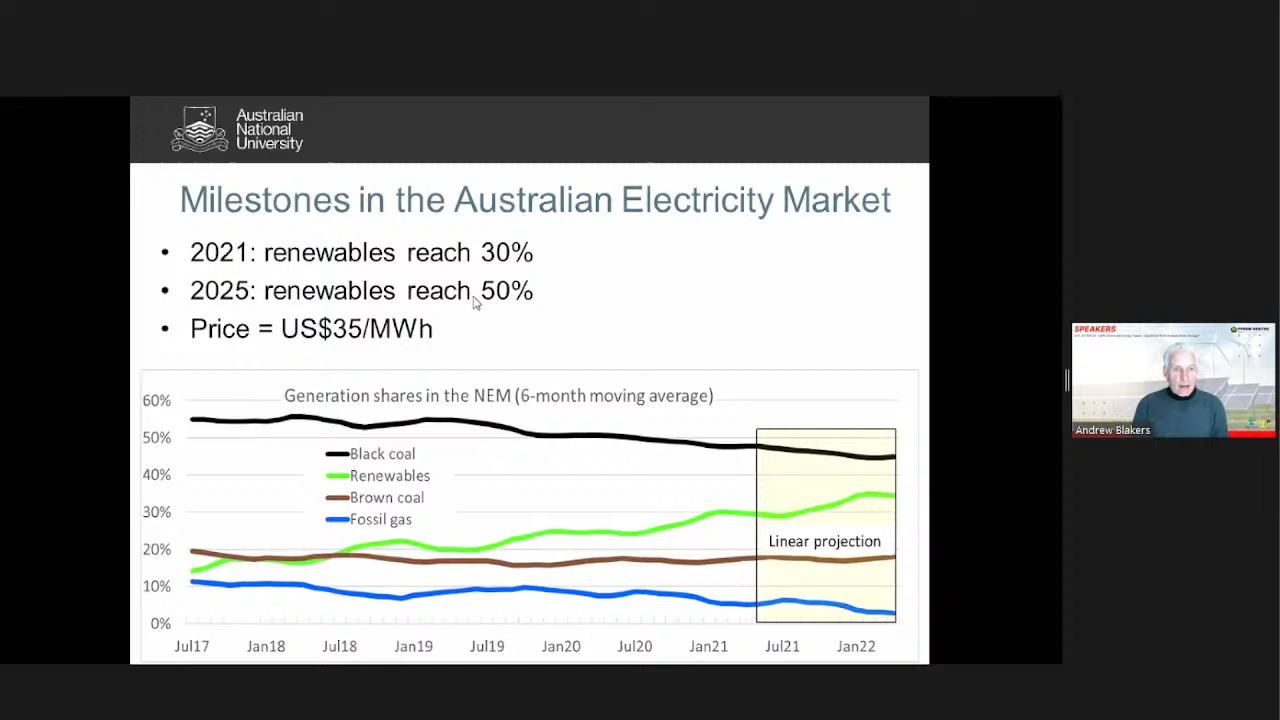 Australian
National
University
Milestones in the Australian Electricity Market
• 2021: renewables reach 30%
• 2025: renewables reach 50%
• Price = US$35/MWh
Generation shares in the NEM (6-month moving average)
60%
50%
40%
30%
20%
10%
0%
Black coal
Renewables
Brown coal
Fossil gas
Linear projection
Jul17 Jan18 Jul18 Jan19 Jul19 Jan20 Jul20 Jan21 Jul21 Jan22
SPEAKERS
Andrew Blakers